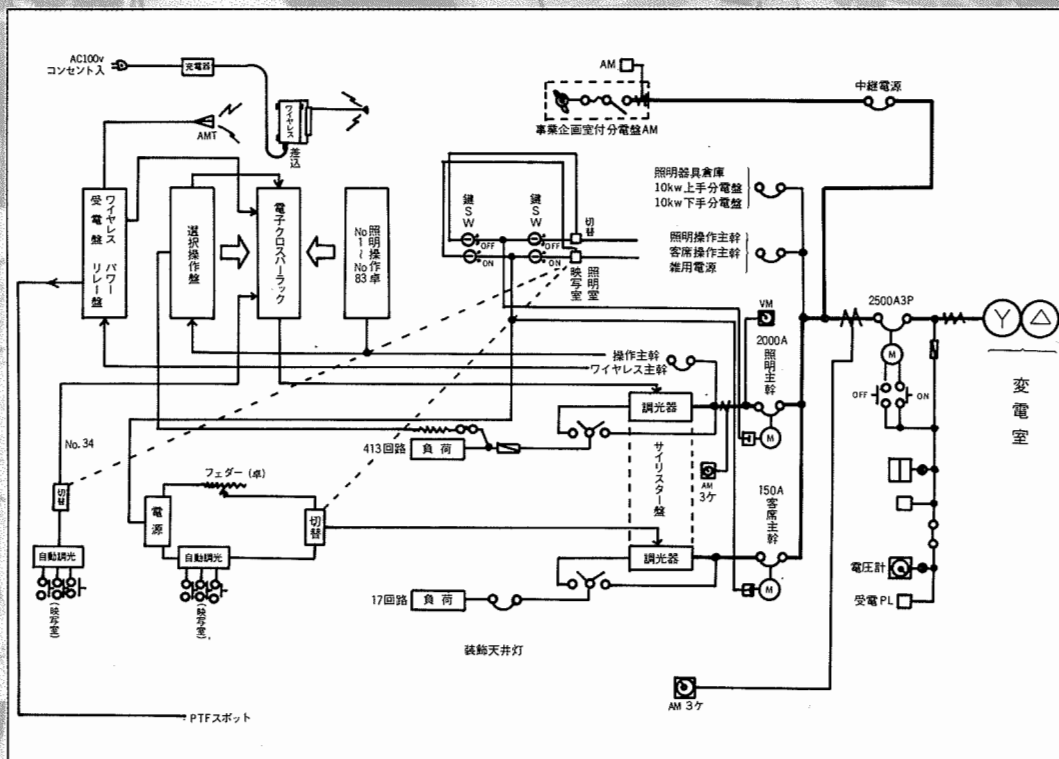 AC100v
コンセント入
充電器
ワイヤレス
差込
AMT
AM
事業企画室付分電盤AM
中継電源
照明器具倉庫
10kw上手分電盤
10kw下手分電盤
照明操作主幹
客席操作主幹
雑用電源
ワイヤレス受電盤
パワーリレー盤
選択操作盤
電子クロスバーラック
照明操作卓
No1〜No83
鍵SW
鍵SW
OFF
OFF
ON
ON
切替
照明室
映写室
VM
2000A
照明主幹
2500A3P
M
OFF
ON
変電室
操作主幹
ワイヤレス主幹
調光器
M
No.34
413回路
負荷
サイリスター盤
AM
3ケ
150A
客席主幹
フェダー(卓)
切替
電源
切替
自動調光
自動調光
調光器
M
電圧計
受電PL
(映写室)
(映写室)
17回路
負荷
装飾天井灯
AM 3ケ
PTFスポット